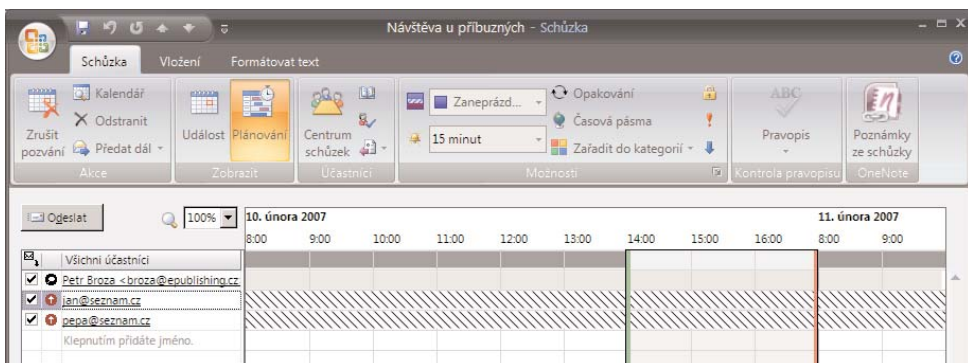 Návštěva u příbuzných - Schůzka
Schůzka Vložení Formátovat text
Zrušit pozvání
Kalendář
Odstranit
Předat dál
Akce
Událost
Plánování
Zobrazit
Centrum schůzek
Účastníci
Zaneprázd...
15 minut
Opakování
Časová pásma
Zařadit do kategorií
Možnosti
ABC
Pravopis
Kontrola pravopisu
Poznámky ze schůzky
OneNote
Odeslat 100% 10. února 2007 11. února 2007
8:00 9:00 10:00 11:00 12:00 13:00 14:00 15:00 16:00 8:00 9:00
Všichni účastníci
Petr Broza <broza@epublishing.cz
jan@seznam.cz
pepa@seznam.cz
Klepnutím přidáte jméno.